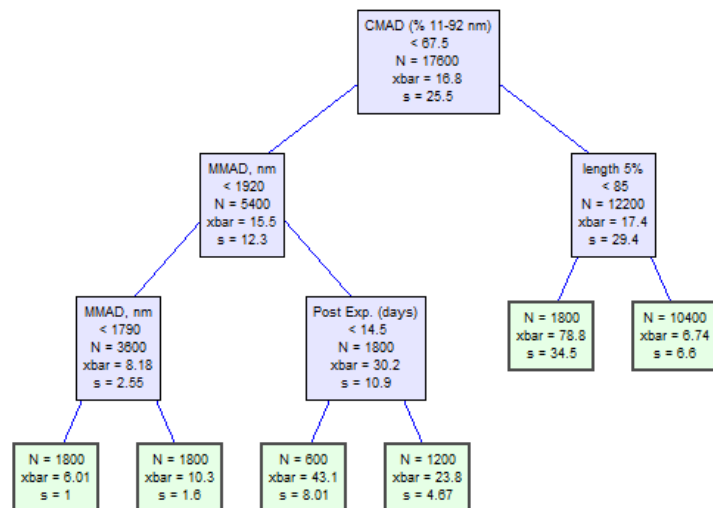 CMAD (% 11-92 nm)
< 67.5
N = 17600
xbar = 16.8
s = 25.5
MMAD, nm
< 1920
N = 5400
xbar = 15.5
s = 12.3
length 5%
< 85
N = 12200
xbar = 17.4
s = 29.4
MMAD, nm
< 1790
N = 3600
xbar = 8.18
s = 2.55
Post Exp. (days)
< 14.5
N = 1800
xbar = 30.2
s = 10.9
N = 1800
xbar = 78.8
s = 34.5
N = 10400
xbar = 6.74
s = 6.6
N = 1800
xbar = 6.01
s = 1
N = 1800
xbar = 10.3
s = 1.6
N = 600
xbar = 43.1
s = 8.01
N = 1200
xbar = 23.8
s = 4.67